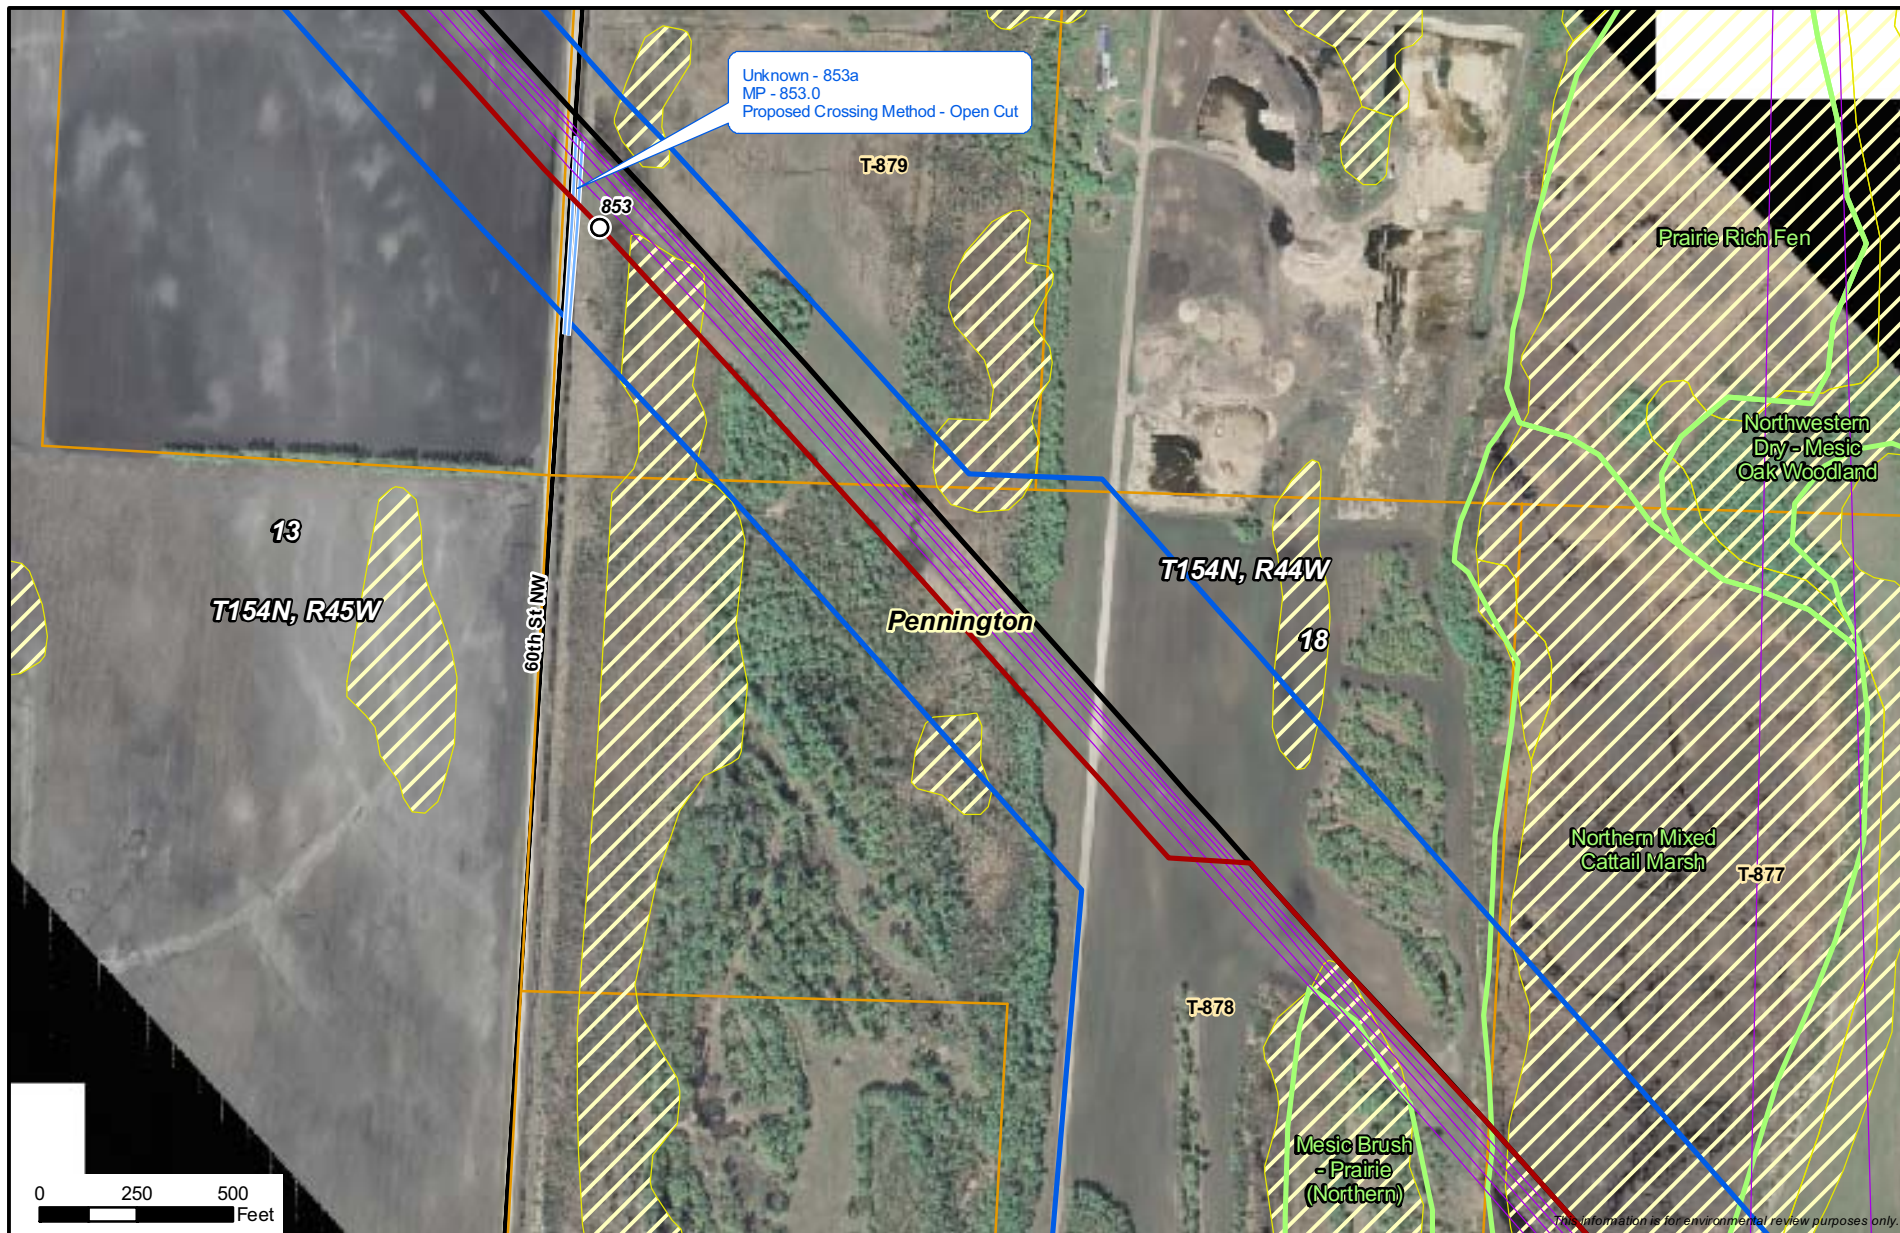 Unknown - 853a
MP - 853.0
Proposed Crossing Method - Open Cut
T-879
853
Prairie Rich Fen
Northwestern
Dry - Mesic
Oak Woodland
13
T154N, R45W
60th St NW
T154N, R44W
Pennington
18
Northern Mixed
Cattail Marsh
T-877
T-878
Mesic Brush
- Prairie
(Northern)
0 250 500
Feet
This information is for environmental review purposes only.